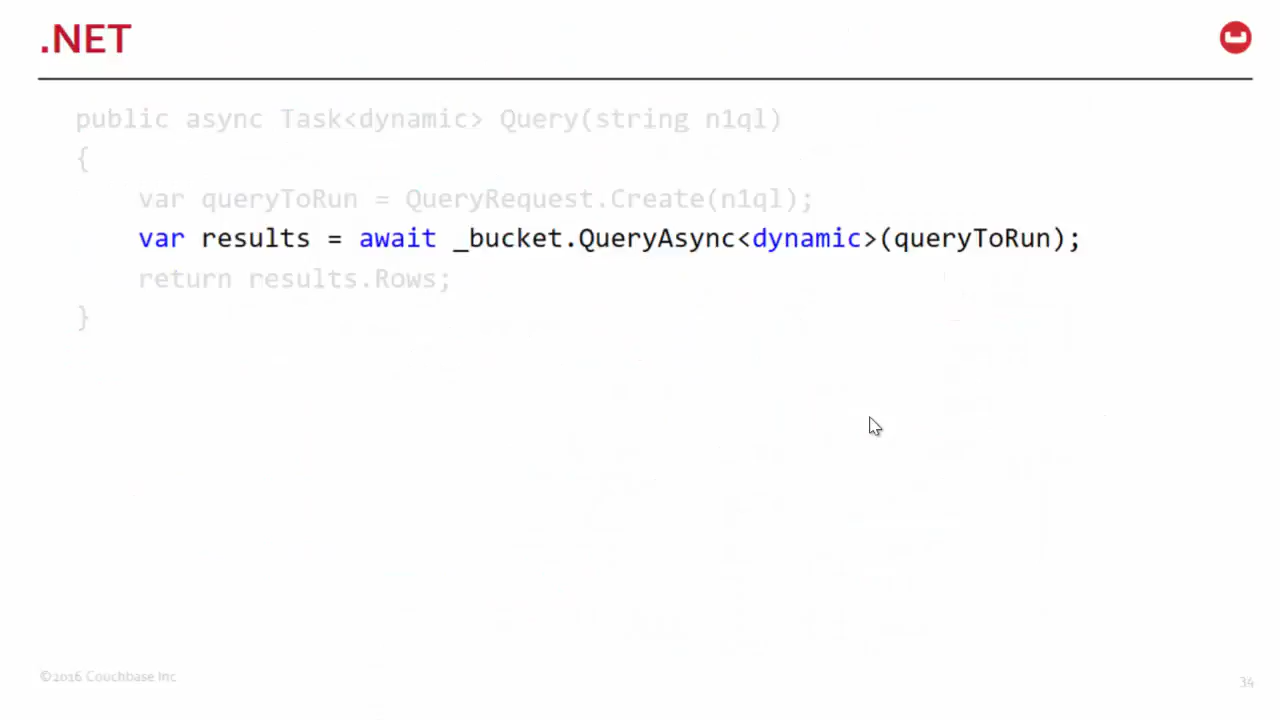 .NET
public async Task<dynamic> Query(string n1ql)
{
var queryToRun = QueryRequest.Create(n1ql);
var results = await _bucket.QueryAsync<dynamic>(queryToRun);
return results.Rows;
}
©2016 Couchbase Inc
34